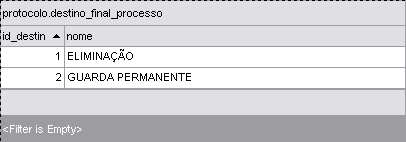 protocolo.destino_final_processo
id_destin nome
1 ELIMINAÇÃO
2 GUARDA PERMANENTE
<Filter is Empty>